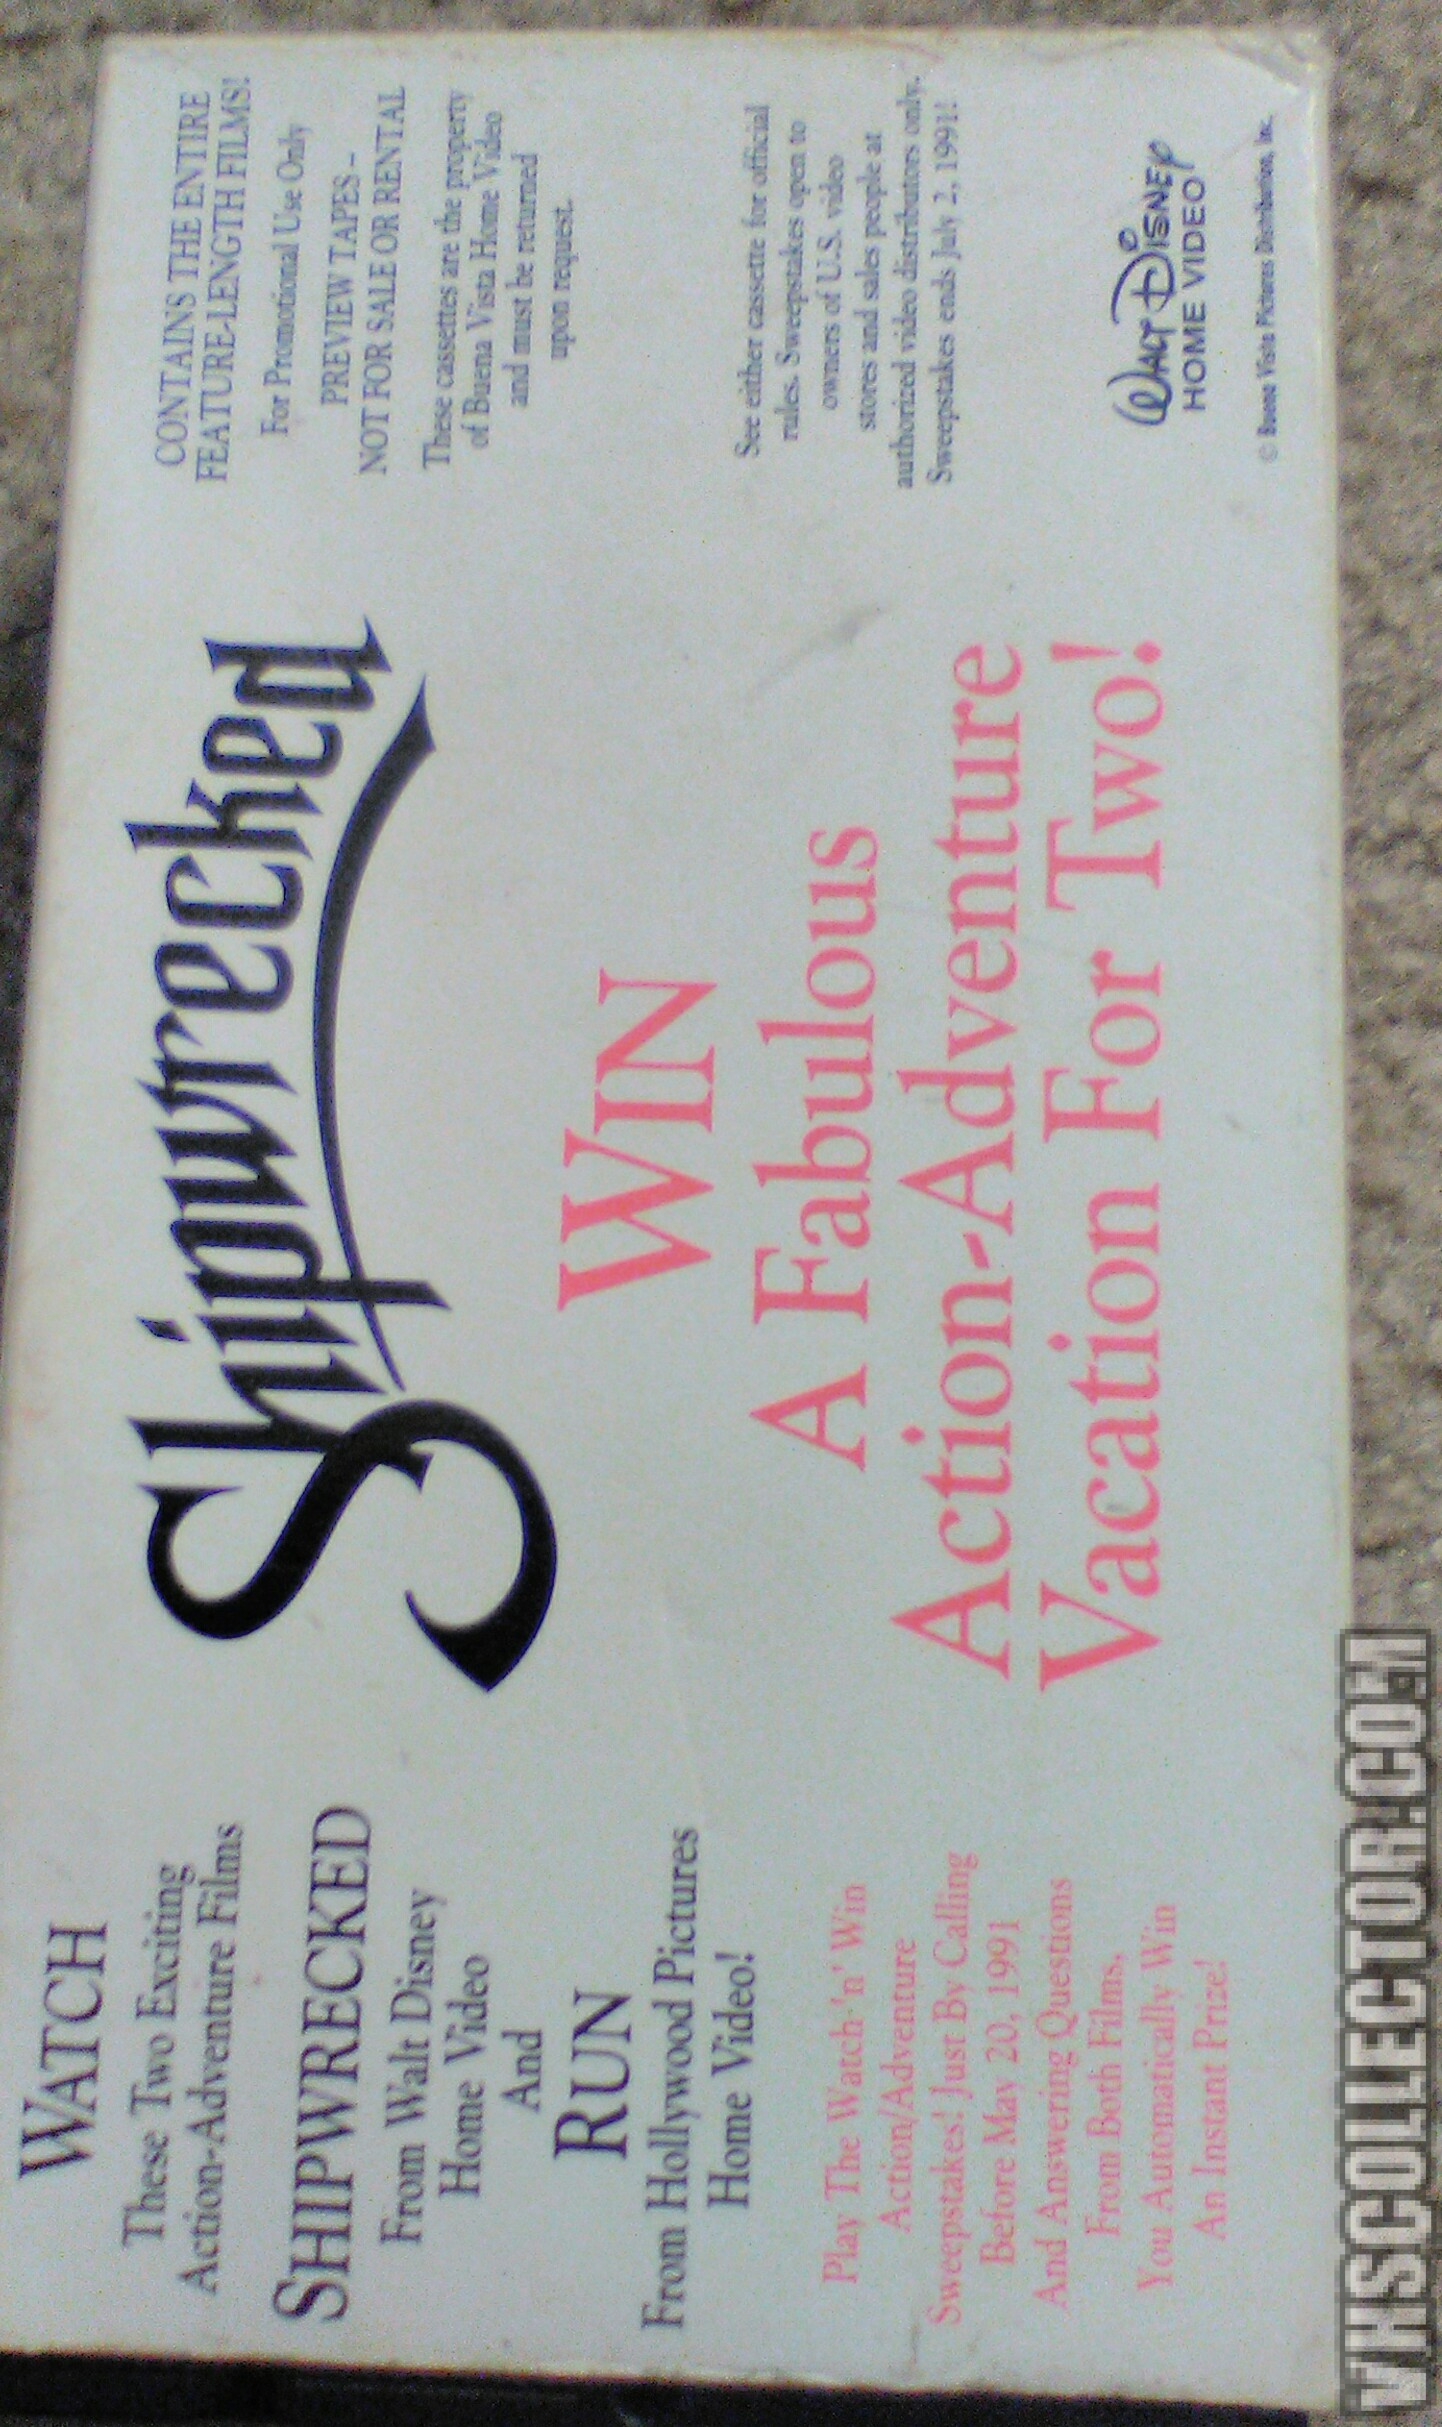 WATCH
These Two Exciting
Action-Adventure Films
SHIPWRECKED
From Walt Disney
Home Video
And
RUN
From Hollywood Pictures
Home Video!
Play The Watch 'n' Win
Action/Adventure
Sweepstakes! Just By Calling
Before May 20, 1991
And Answering Questions
From Both Films,
You Automatically Win
An Instant Prize!
Shipwrecked
WIN
A Fabulous
Action-Adventure
Vacation For Two!
CONTAINS THE ENTIRE
FEATURE-LENGTH FILMS!
For Promotional Use Only
PREVIEW TAPES -
NOT FOR SALE OR RENTAL
These cassettes are the property
of Buena Vista Home Video
and must be returned
upon request.
See either cassette for official
rules. Sweepstakes open to
owners of U.S. video
stores and sales people at
authorized video distributors only.
Sweepstakes ends July 2, 1991!
WALT DISNEY
HOME VIDEO
© Buena Vista Pictures Distribution, Inc.
VHSCOLLECTOR.COM